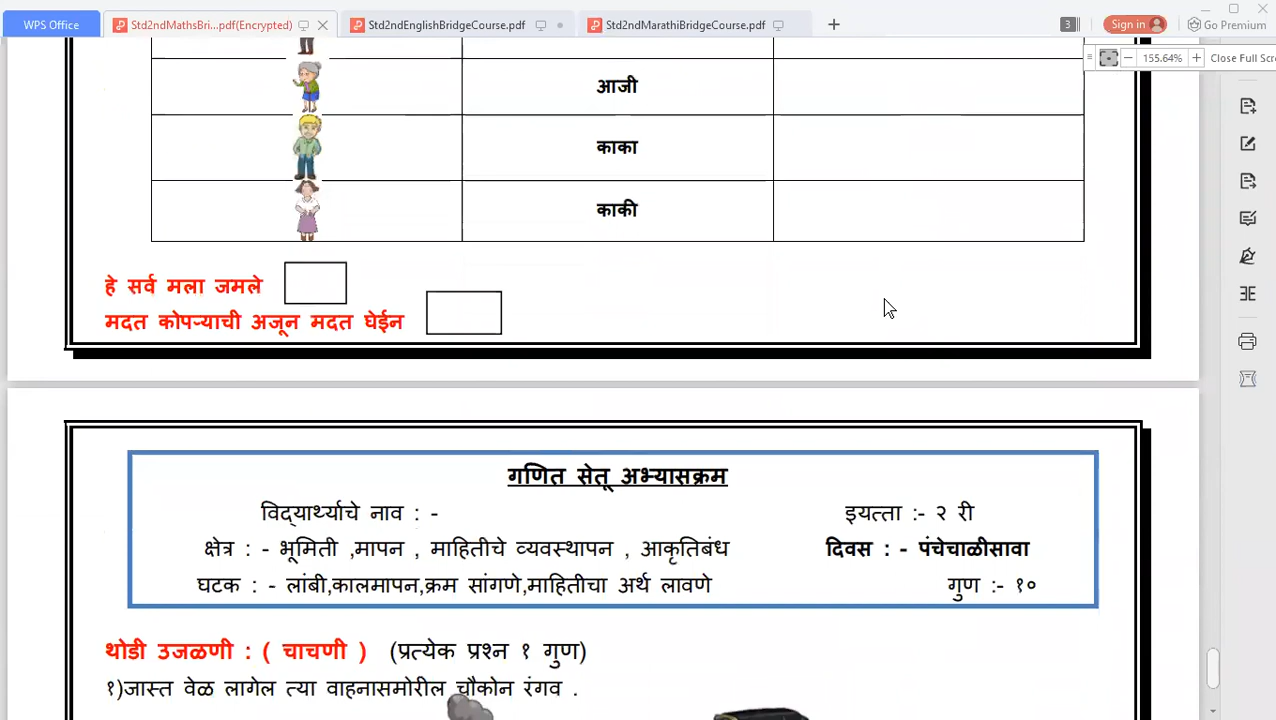 WPS Office
Std2ndMathsBri...pdf(Encrypted)
Std2ndEnglishBridgeCourse.pdf
Std2ndMarathiBridgeCourse.pdf
3
Sign in
Go Premium
155.64%
Close Full Scre
आजी
काका
काकी
हे सर्व मला जमले
मदत कोपऱ्याची अजून मदत घेईन
गणित सेतू अभ्यासक्रम
विद्यार्थ्याचे नाव : - इयत्ता :- २ री
क्षेत्र : - भूमिती ,मापन , माहितीचे व्यवस्थापन , आकृतिबंध दिवस : - पंचेचाळीसावा
घटक : - लांबी,कालमापन,क्रम सांगणे,माहितीचा अर्थ लावणे गुण :- १०
थोडी उजळणी : ( चाचणी ) (प्रत्येक प्रश्न १ गुण)
१)जास्त वेळ लागेल त्या वाहनासमोरील चौकोन रंगव .